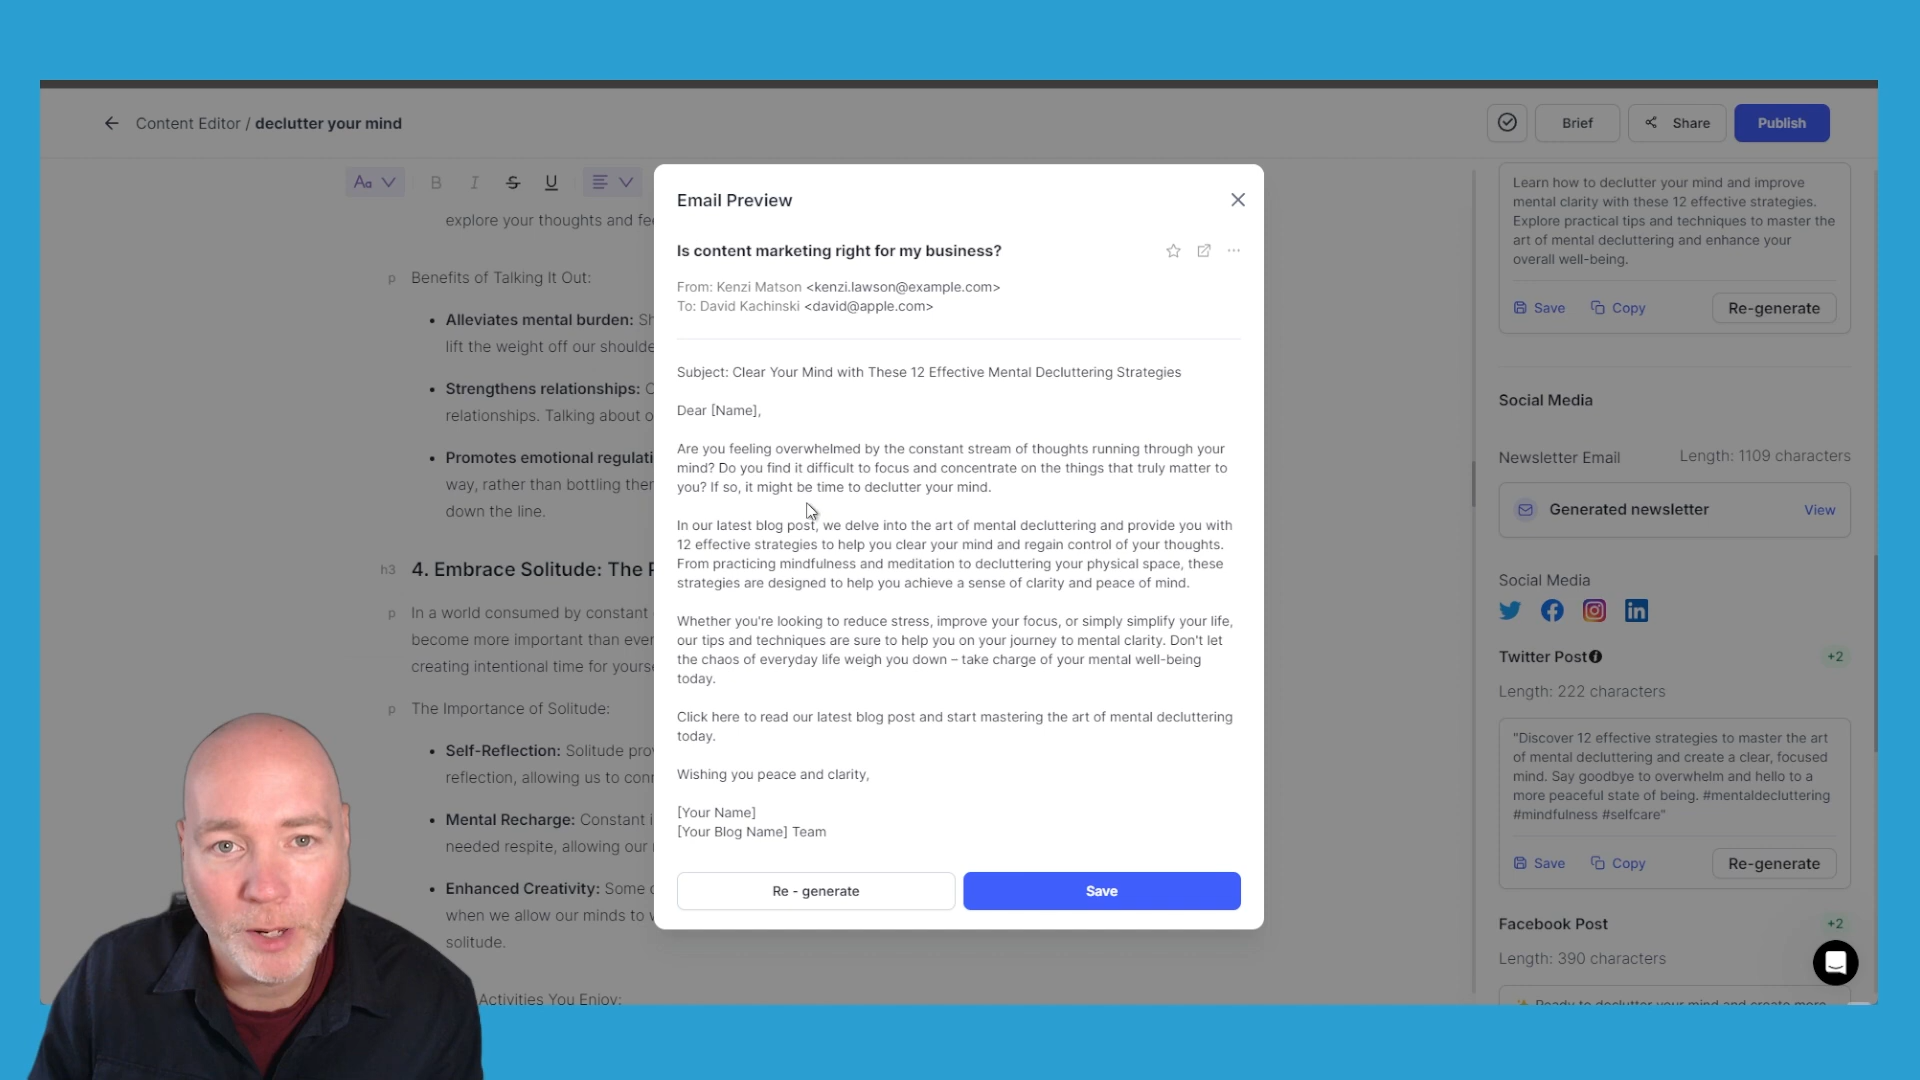 Content Editor / declutter your mind
Brief
Share
Publish
Aa
B I S U
explore your thoughts and
p Benefits of Talking It Out:
Alleviates mental burden:
lift the weight off our
Strengthens relationships:
relationships. Talking about
Promotes emotional
way, rather than bottling
down the line.
h3 4. Embrace Solitude: The
p In a world consumed by constant
become more important than
creating intentional time for
p The Importance of Solitude:
Self-Reflection: Solitude
reflection, allowing us to
Mental Recharge: Constant
needed respite, allowing our
Enhanced Creativity: Some
when we allow our minds to
solitude.
Activities You Enjoy:
Email Preview
Is content marketing right for my business?
From: Kenzi Matson <kenzi.lawson@example.com>
To: David Kachinski <david@apple.com>
Subject: Clear Your Mind with These 12 Effective Mental Decluttering Strategies
Dear [Name],
Are you feeling overwhelmed by the constant stream of thoughts running through your
mind? Do you find it difficult to focus and concentrate on the things that truly matter to
you? If so, it might be time to declutter your mind.
In our latest blog post, we delve into the art of mental decluttering and provide you with
12 effective strategies to help you clear your mind and regain control of your thoughts.
From practicing mindfulness and meditation to decluttering your physical space, these
strategies are designed to help you achieve a sense of clarity and peace of mind.
Whether you're looking to reduce stress, improve your focus, or simply simplify your life,
our tips and techniques are sure to help you on your journey to mental clarity. Don't let
the chaos of everyday life weigh you down – take charge of your mental well-being
today.
Click here to read our latest blog post and start mastering the art of mental decluttering
today.
Wishing you peace and clarity,
[Your Name]
[Your Blog Name] Team
Re - generate
Save
Learn how to declutter your mind and improve
mental clarity with these 12 effective strategies.
Explore practical tips and techniques to master the
art of mental decluttering and enhance your
overall well-being.
Save Copy Re-generate
Social Media
Newsletter Email Length: 1109 characters
Generated newsletter View
Social Media
Twitter Post +2
Length: 222 characters
"Discover 12 effective strategies to master the art
of mental decluttering and create a clear, focused
mind. Say goodbye to overwhelm and hello to a
more peaceful state of being. #mentaldecluttering
#mindfulness #selfcare"
Save Copy Re-generate
Facebook Post +2
Length: 390 characters
Ready to declutter your mind and create more